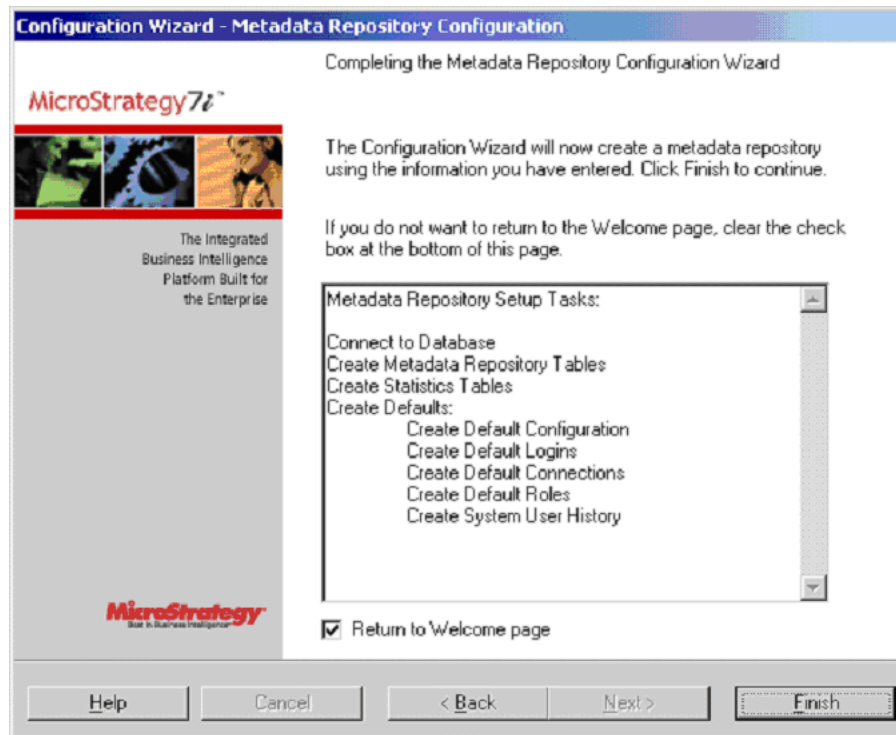 Configuration Wizard - Metadata Repository Configuration
Completing the Metadata Repository Configuration Wizard
MicroStrategy7i™
The Configuration Wizard will now create a metadata repository
using the information you have entered. Click Finish to continue.
If you do not want to return to the Welcome page, clear the check
box at the bottom of this page.
The Integrated
Business Intelligence
Platform Built for
the Enterprise
Metadata Repository Setup Tasks:
Connect to Database
Create Metadata Repository Tables
Create Statistics Tables
Create Defaults:
Create Default Configuration
Create Default Logins
Create Default Connections
Create Default Roles
Create System User History
MicroStrategy
Best in Business Intelligence
Return to Welcome page
Help
Cancel
< Back
Next >
Finish